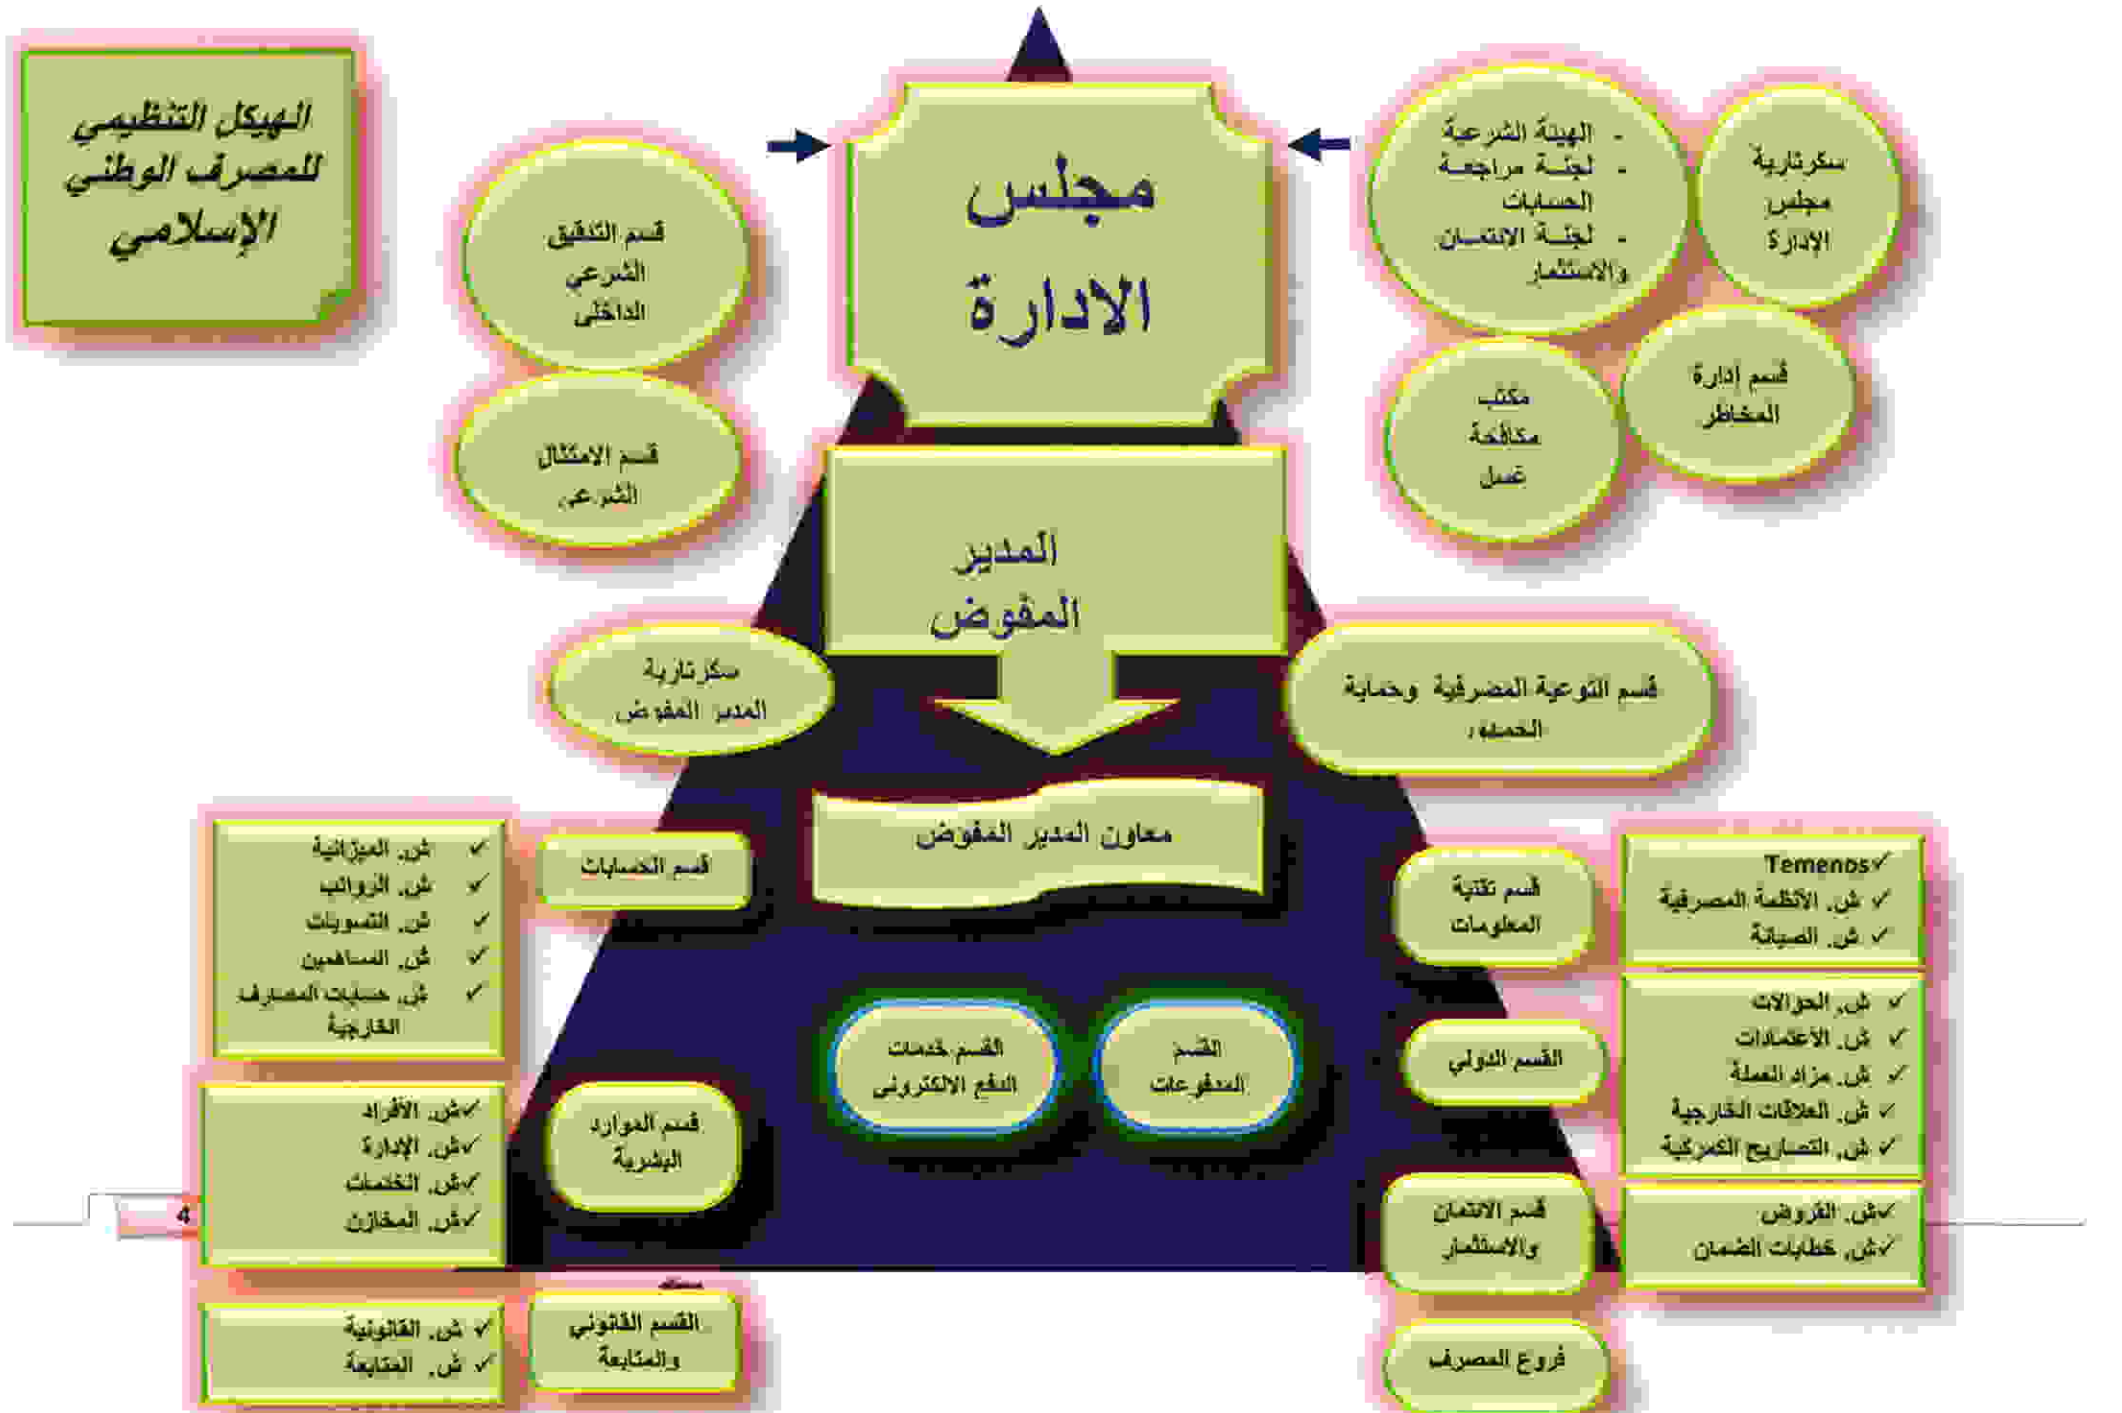 الهيكل التنظيمي
للمصرف الوطني
الإسلامي
مجلس
الادارة
- الهيئة الشرعية
- لجنة مراجعة
الحسابات
- لجنة الائتمان
والاستثمار
سكرتارية
مجلس
الإدارة
قسم التدقيق
الشرعي
الداخلي
قسم الامتثال
الشرعي
قسم إدارة
المخاطر
مكتب
مكافحة
غسل
المدير
المفوض
سكرتارية
المدير المفوض
قسم التوعية المصرفية وحماية
معاون المدير المفوض
قسم الحسابات
✓ ش. الميزانية
✓ ش. الرواتب
✓ ش. التسويات
✓ ش. المساهمين
✓ ش. حسابات المصارف
الخارجية
قسم تقنية
المعلومات
✓Temenos
✓ ش. الأنظمة المصرفية
✓ ش. الصيانة
القسم خدمات
الدفع الالكتروني
القسم
المدفوعات
القسم الدولي
✓ ش. الحوالات
✓ ش. الاعتمادات
✓ ش. مزاد العملة
✓ ش. العلاقات الخارجية
✓ ش. التصاريح الكمركية
قسم الموارد
البشرية
✓ش. الأفراد
✓ش. الإدارة
✓ش. الخدمات
✓ش. المخازن
4
قسم الائتمان
والاستثمار
✓ش. القروض
✓ش. خطابات الضمان
القسم القانوني
والمتابعة
✓ ش. القانونية
✓ ش. المتابعة
فروع المصرف